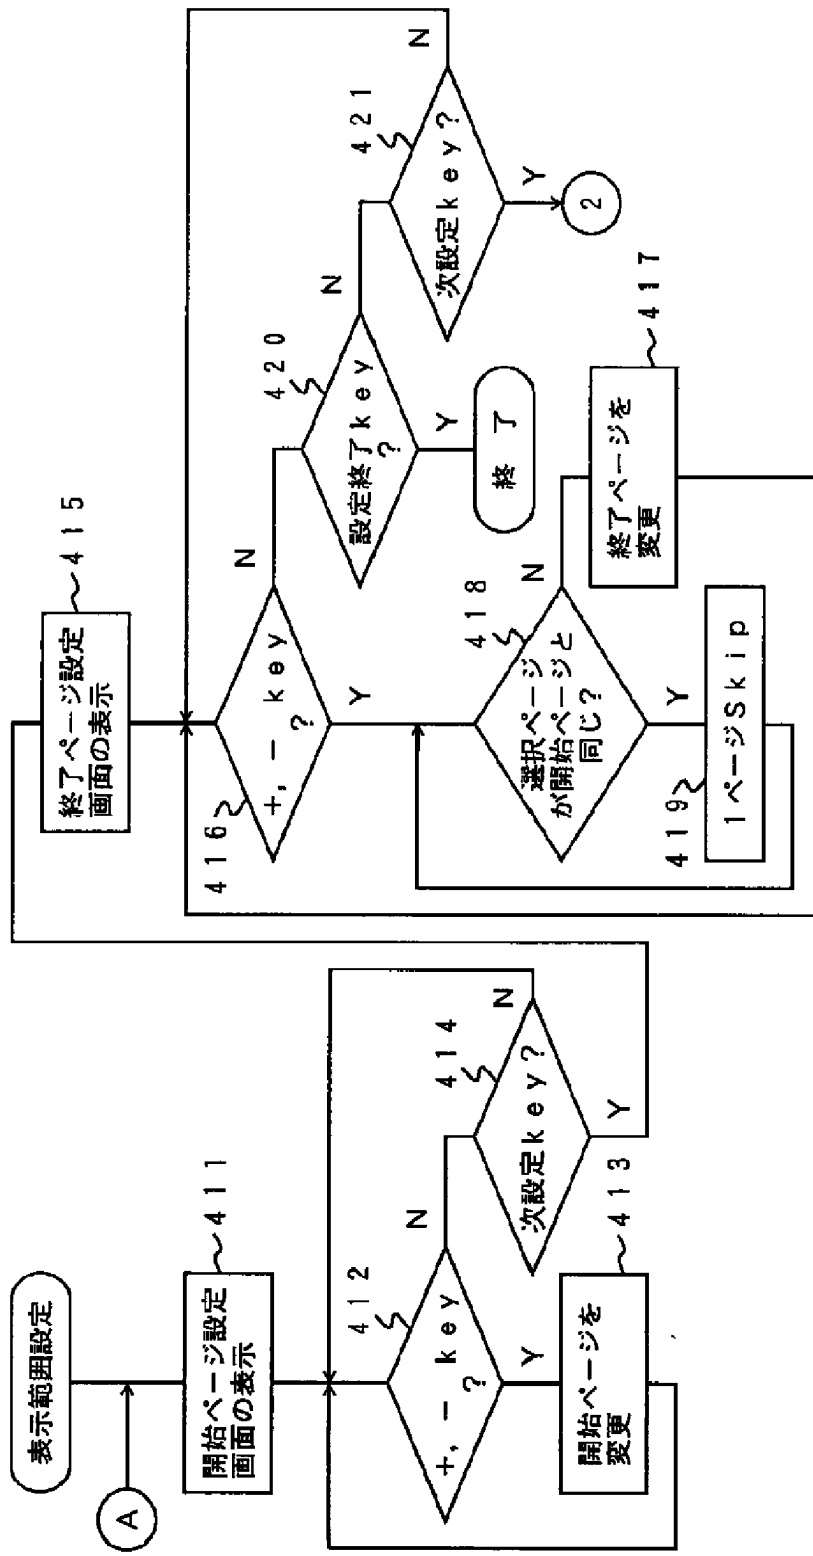 表示範囲設定
A
開始ページ設定
画面の表示
411
+, - key
?
412
N
Y
開始ページを
変更
413
次設定key?
414
N
Y
終了ページ設定
画面の表示
415
+, - key
?
416
N
Y
選択ページ
が開始ページと
同じ?
418
N
Y
1ページSkip
419
終了ページを
変更
417
設定終了key
?
420
N
Y
終了
次設定key?
421
N
Y
2